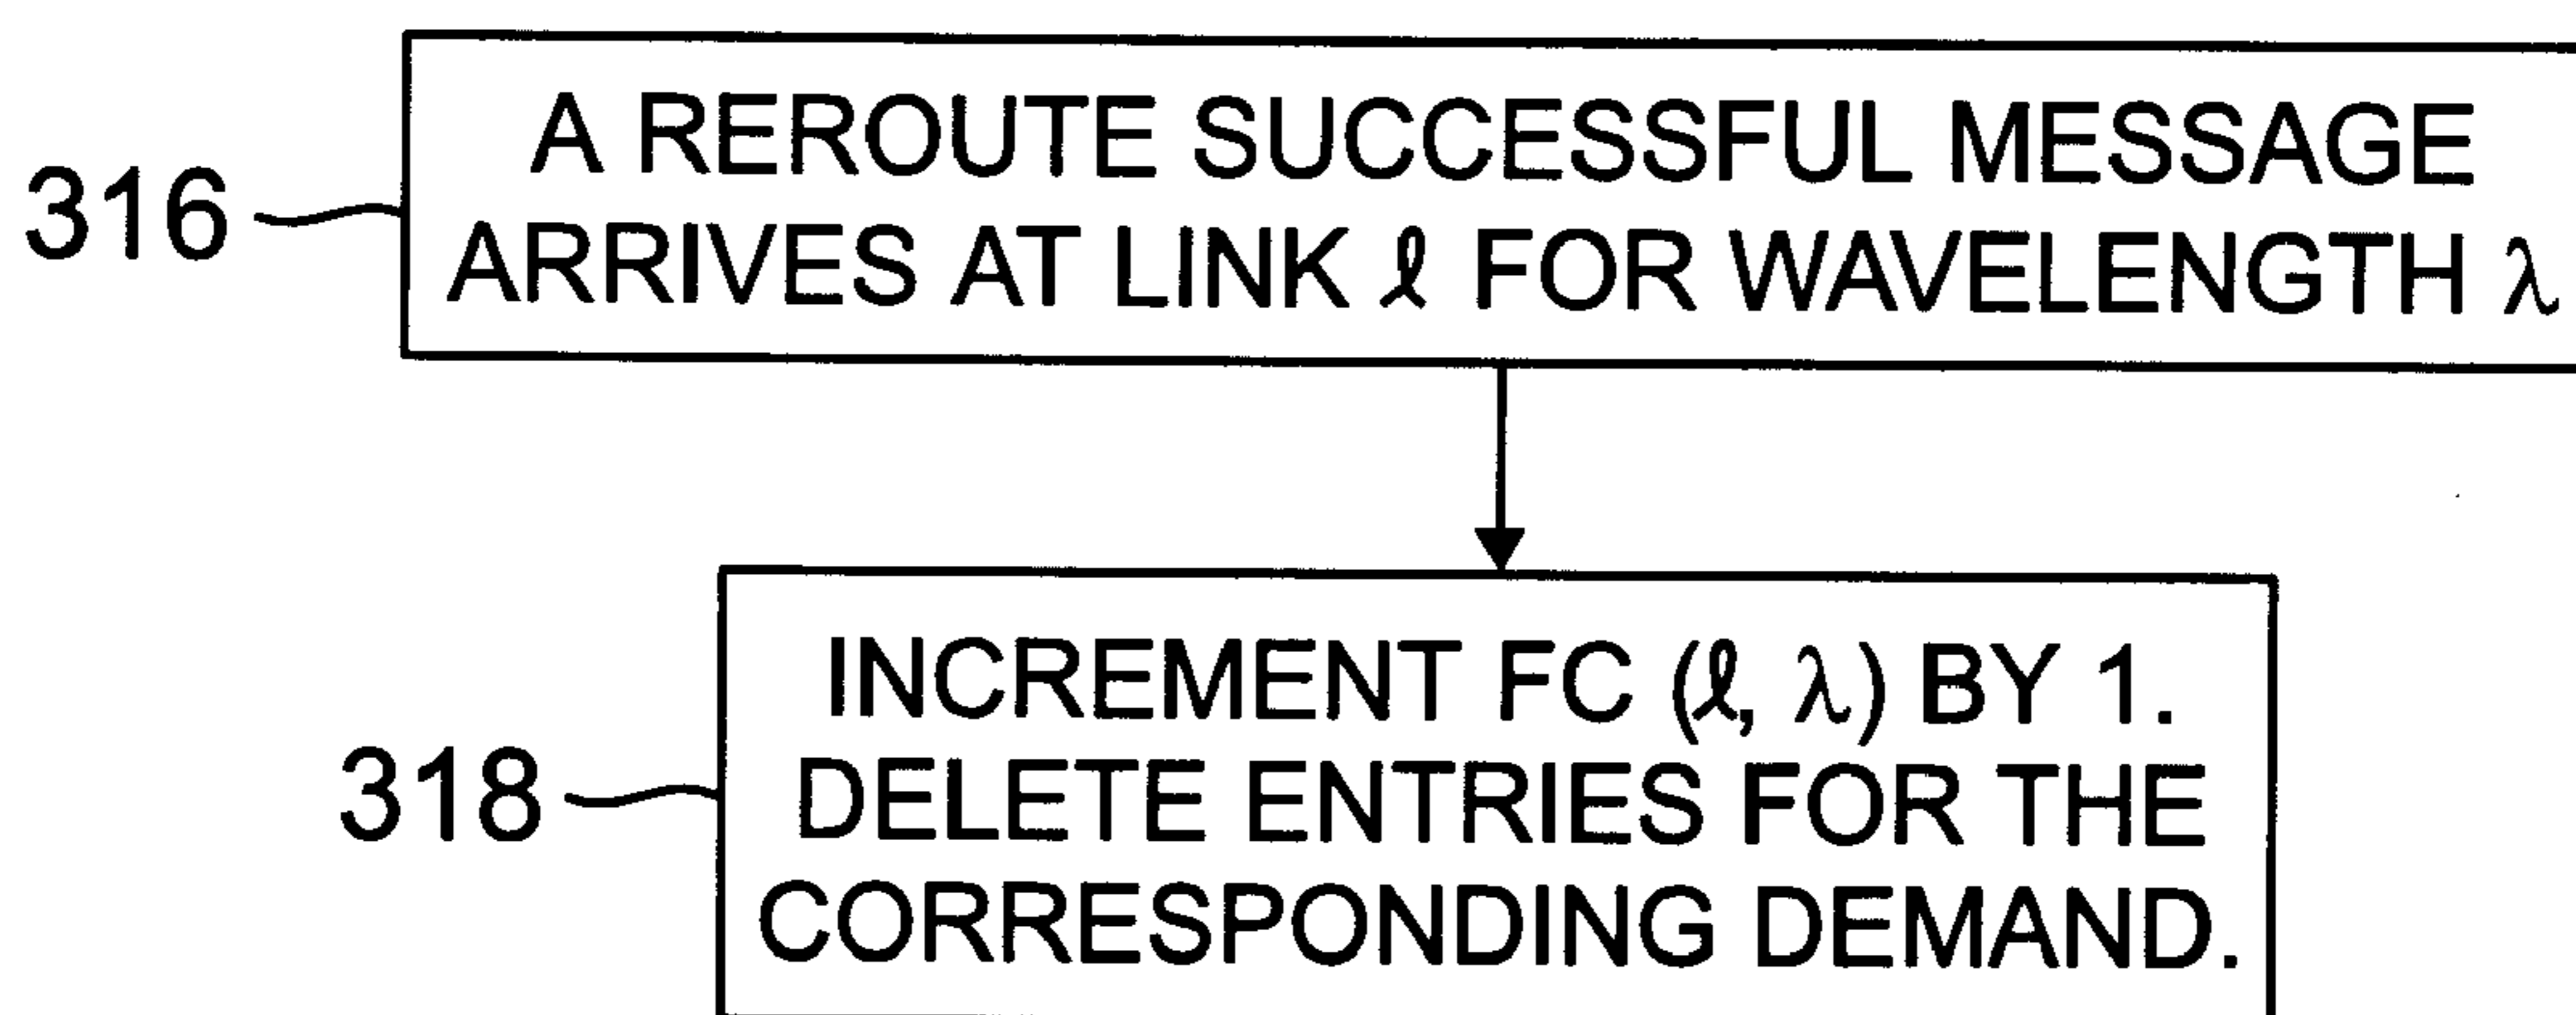 316
A REROUTE SUCCESSFUL MESSAGE
ARRIVES AT LINK ℓ FOR WAVELENGTH λ
318
INCREMENT FC (ℓ, λ) BY 1.
DELETE ENTRIES FOR THE
CORRESPONDING DEMAND.